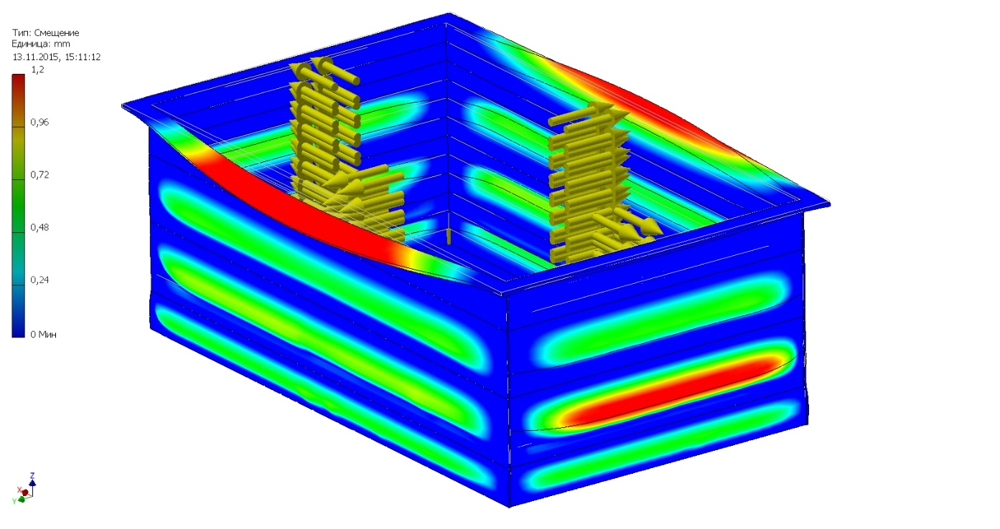 Тип: Смещение
Единица: mm
13.11.2015, 15:11:12
1,2
0,96
0,72
0,48
0,24
0 Мин
Z
X
Y